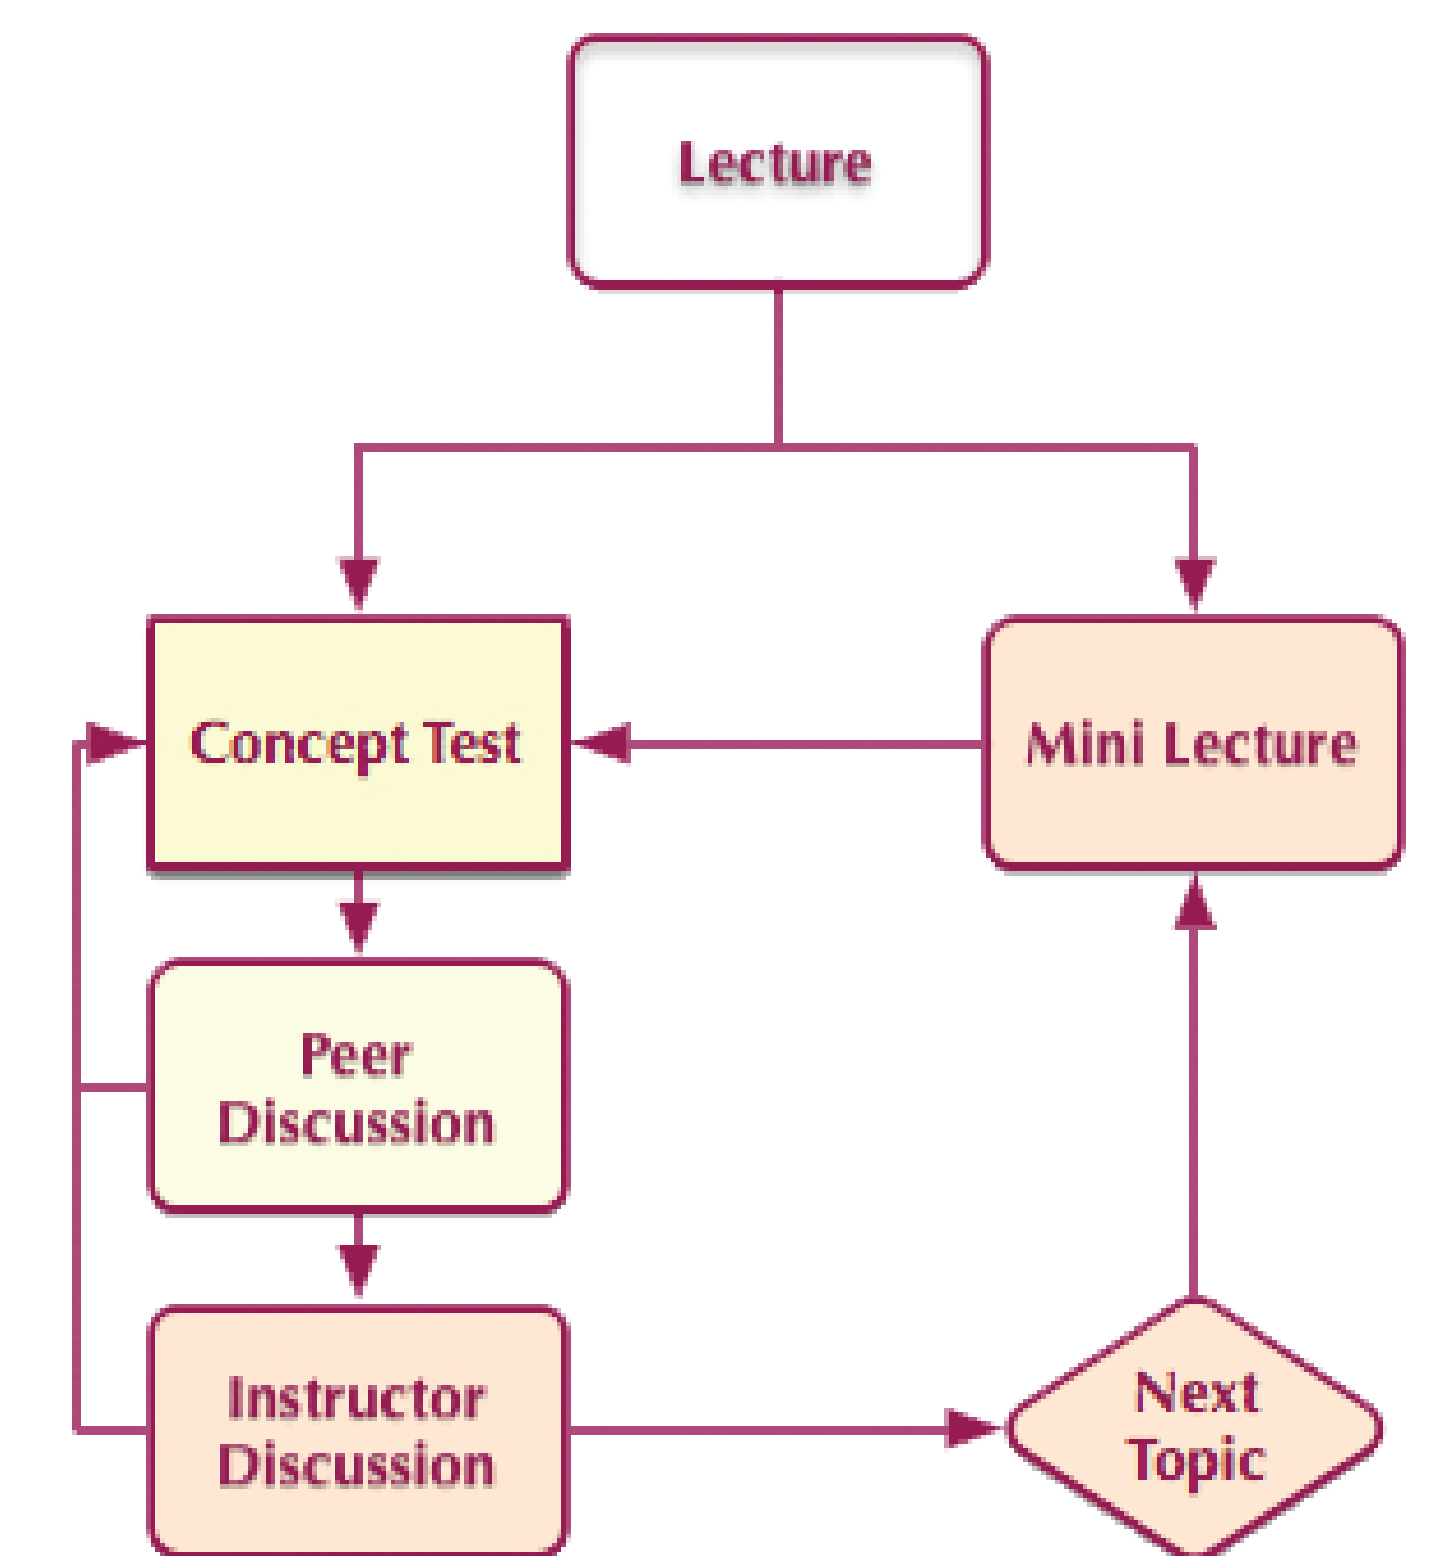 Lecture
Concept Test
Mini Lecture
Peer
Discussion
Instructor
Discussion
Next
Topic